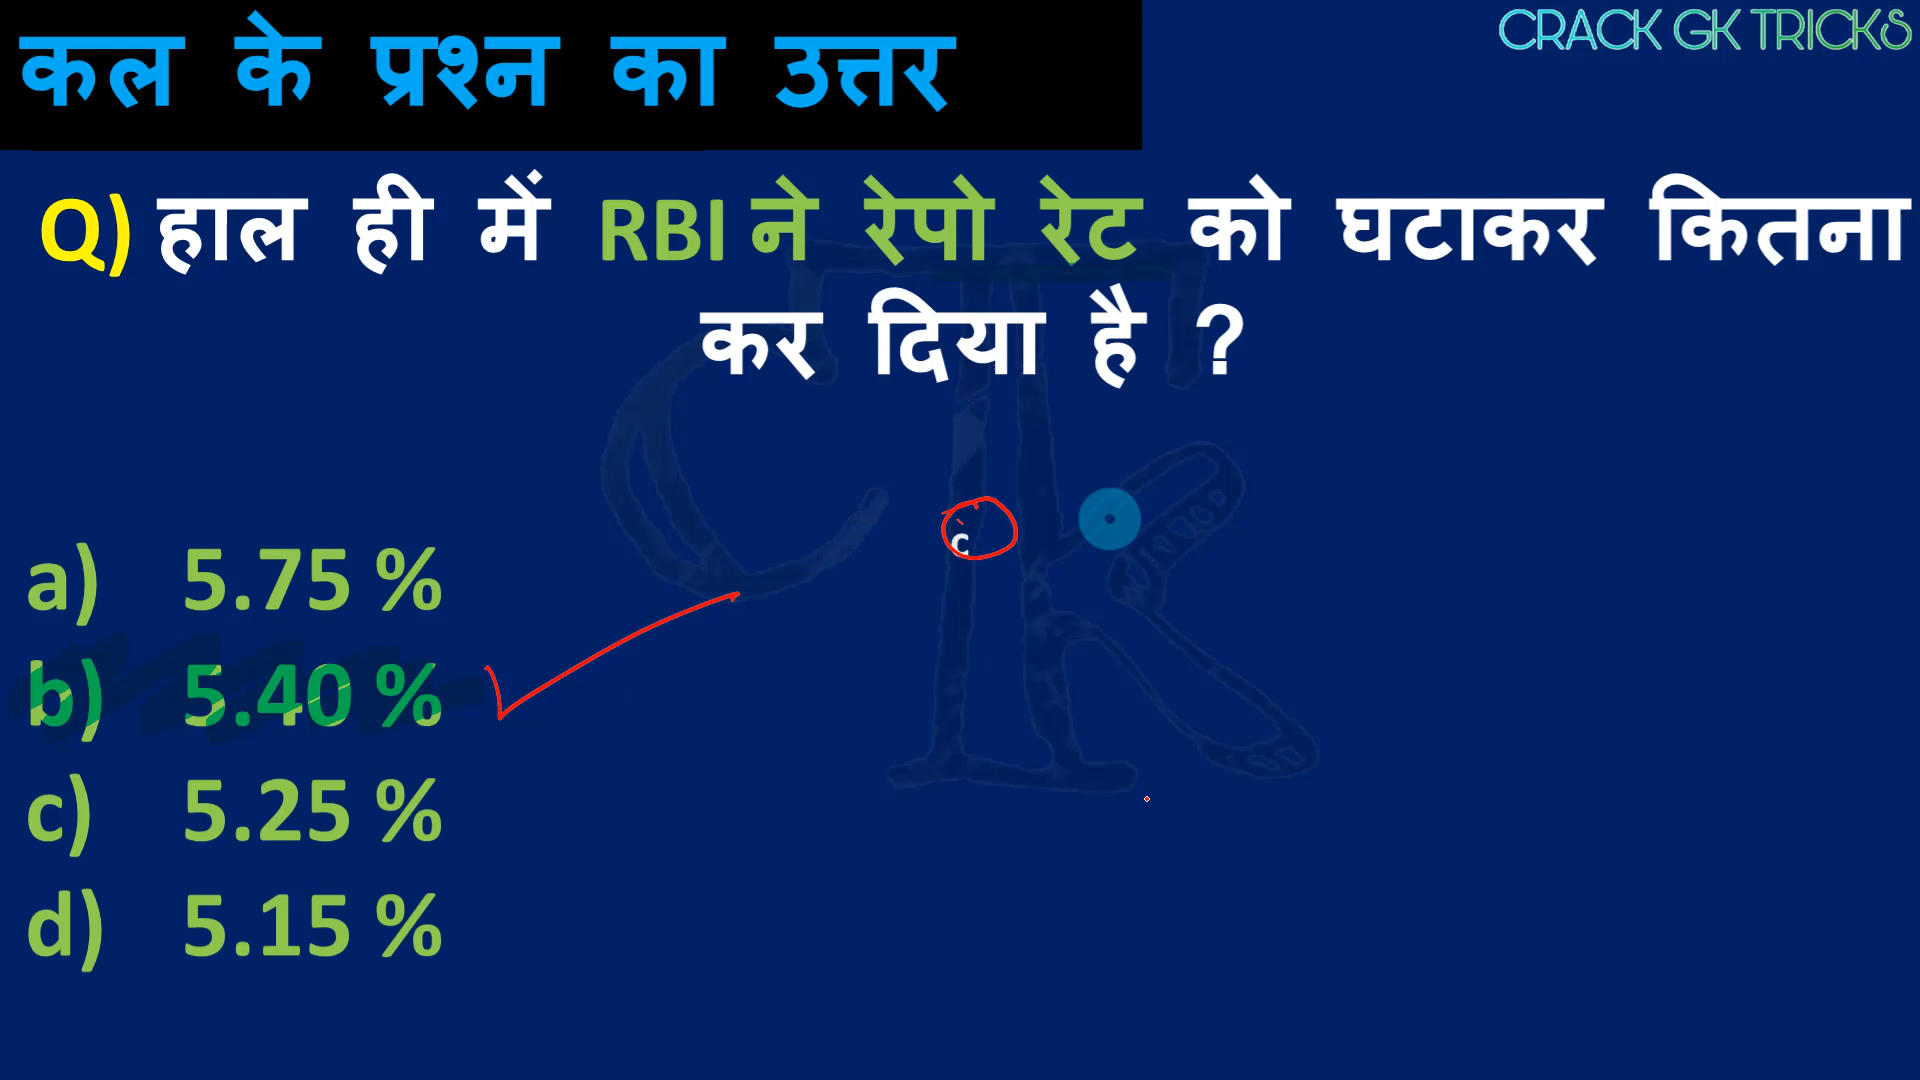 कल के प्रश्न का उत्तर
CRACK GK TRICKS
Q) हाल ही में RBI ने रेपो रेट को घटाकर कितना
कर दिया है ?
c
a) 5.75 %
b) 5.40 %
c) 5.25 %
d) 5.15 %